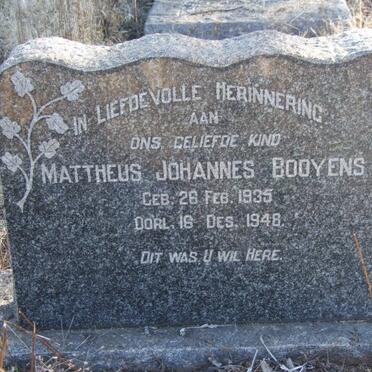 IN LIEFDEVOLLE HERINNERING
AAN
ONS GELIEFDE KIND
MATTHEUS JOHANNES BOOYENS
GEB. 28 FEB. 1935
OORL. 16 DES. 1948.
DIT WAS U WIL HERE.